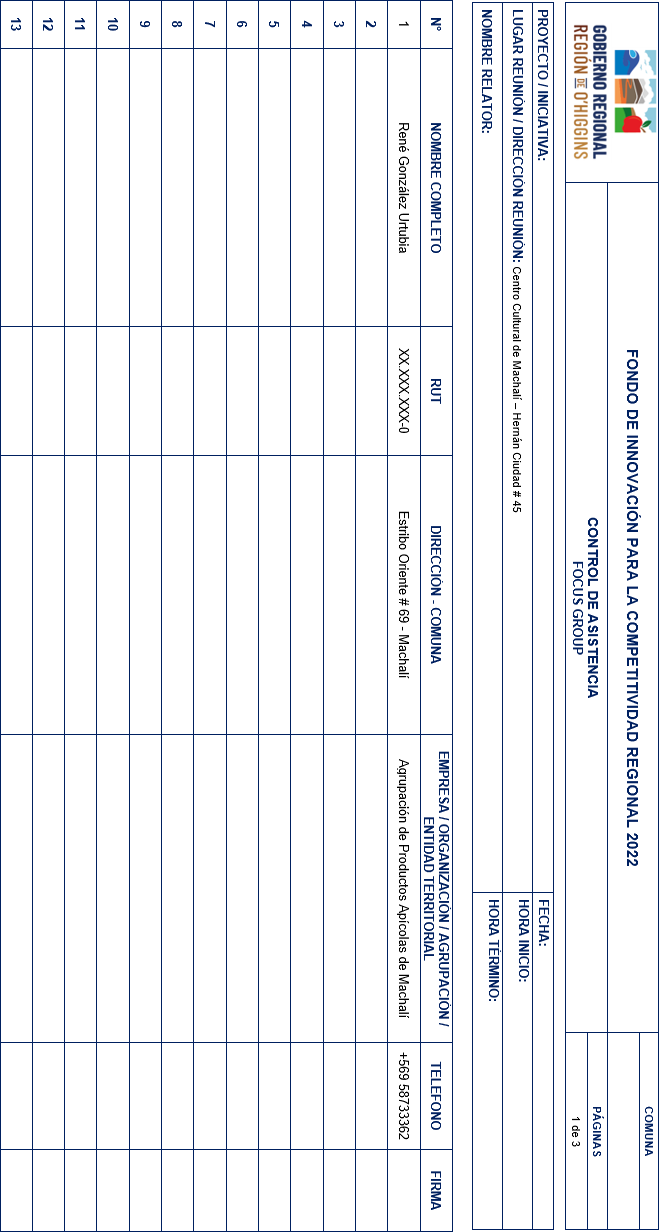 GOBIERNO REGIONAL
REGIÓN DE O'HIGGINS
FONDO DE INNOVACIÓN PARA LA COMPETITIVIDAD REGIONAL 2022
COMUNA
CONTROL DE ASISTENCIA
FOCUS GROUP
PÁGINAS
1 de 3
PROYECTO / INICIATIVA:
FECHA:
LUGAR REUNIÓN / DIRECCIÓN REUNIÓN: Centro Cultural de Machalí – Hernán Ciudad # 45
HORA INICIO:
NOMBRE RELATOR:
HORA TÉRMINO:
N° NOMBRE COMPLETO RUT DIRECCIÓN - COMUNA EMPRESA / ORGANIZACIÓN / AGRUPACIÓN /
ENTIDAD TERRITORIAL TELEFONO FIRMA
1 René González Urtubia XX.XXX.XXX-0 Estribo Oriente # 69 - Machalí Agrupación de Productos Apícolas de Machalí +569 58733362
2
3
4
5
6
7
8
9
10
11
12
13